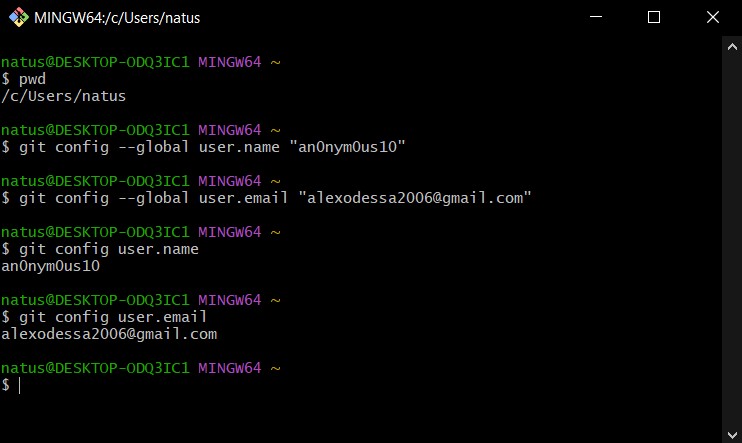 MINGW64:/c/Users/natus
natus@DESKTOP-ODQ3IC1 MINGW64 ~
$ pwd
/c/Users/natus
natus@DESKTOP-ODQ3IC1 MINGW64 ~
$ git config --global user.name "an0nym0us10"
natus@DESKTOP-ODQ3IC1 MINGW64 ~
$ git config --global user.email "alexodessa2006@gmail.com"
natus@DESKTOP-ODQ3IC1 MINGW64 ~
$ git config user.name
an0nym0us10
natus@DESKTOP-ODQ3IC1 MINGW64 ~
$ git config user.email
alexodessa2006@gmail.com
natus@DESKTOP-ODQ3IC1 MINGW64 ~
$